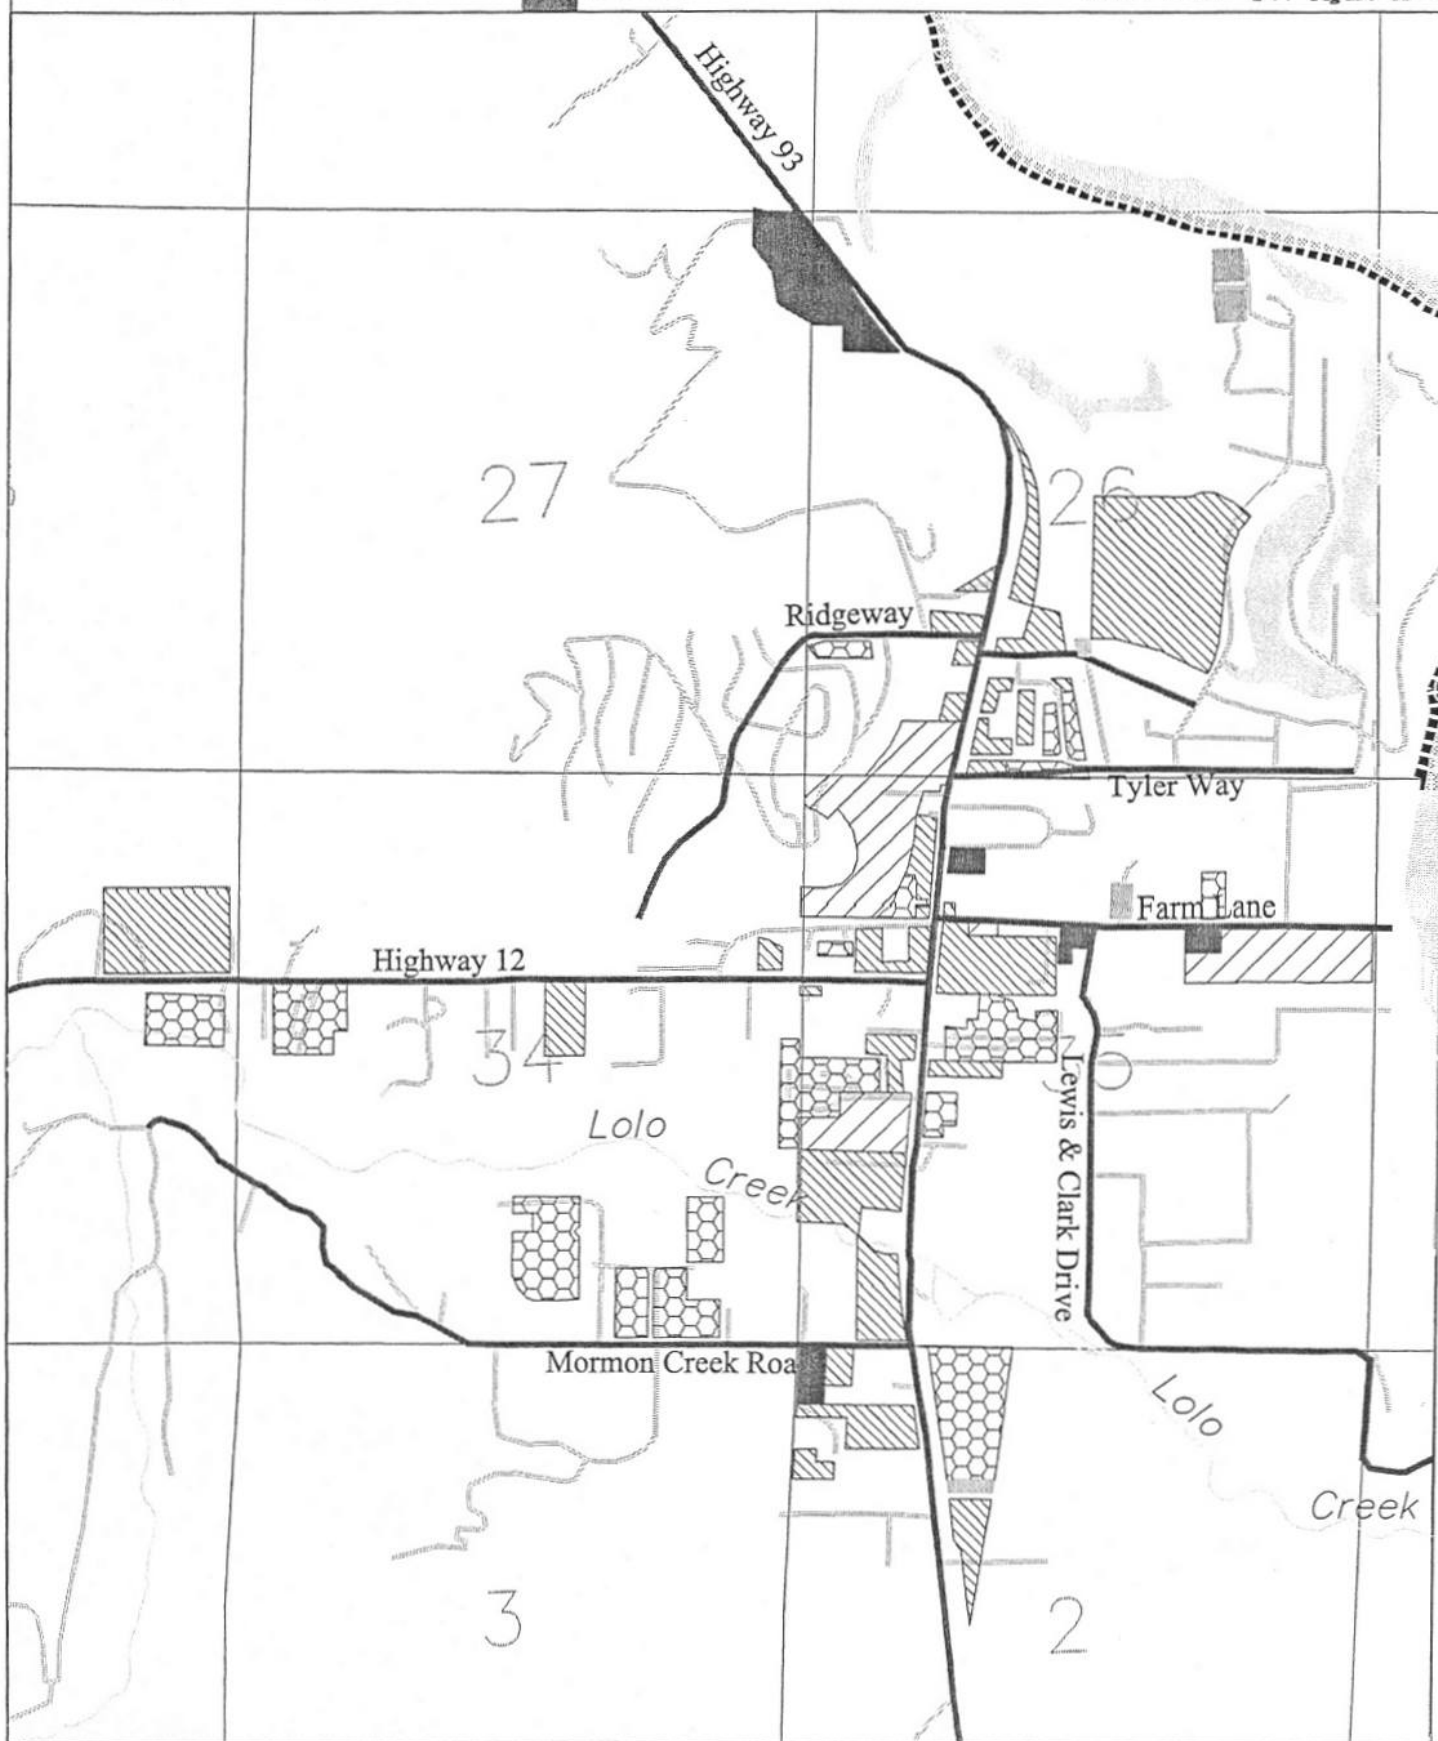 Highway 93
27
26
Ridgeway
Tyler Way
Farm Lane
Highway 12
34
Lewis & Clark Drive
Lolo
Creek
Mormon Creek Roa
Lolo
Creek
3
2